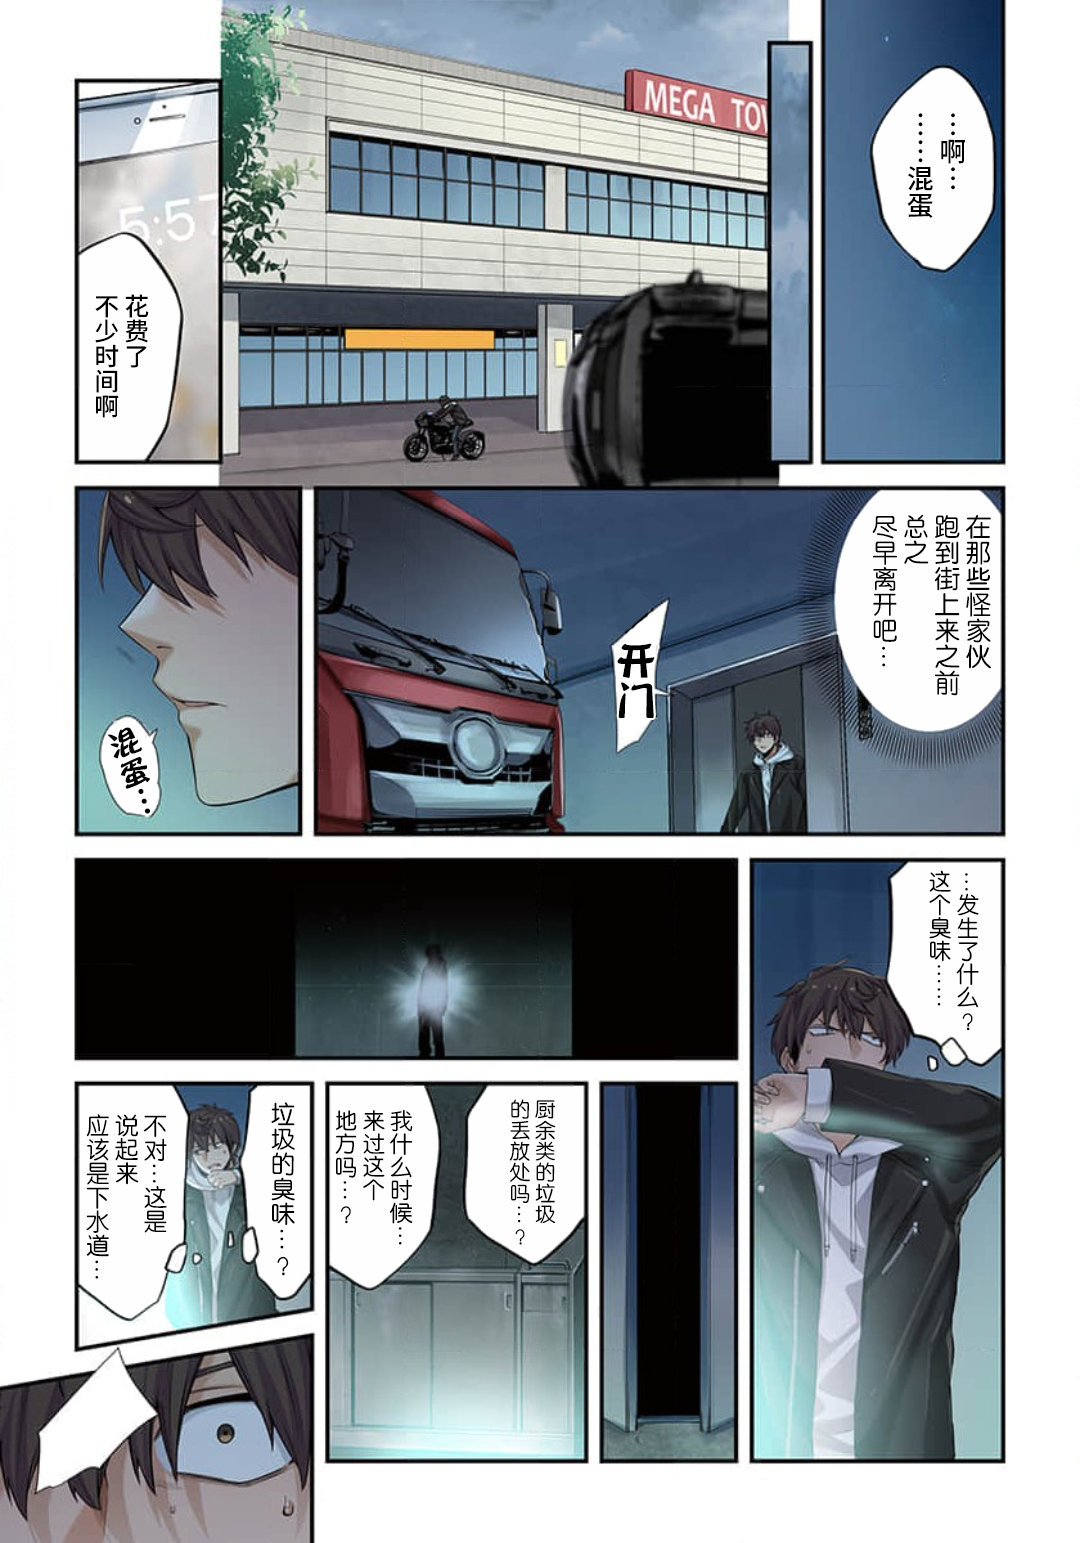 …啊…
……混蛋
MEGA TOW
5:57
花费了
不少时间啊
在那些怪家伙
跑到街上来之前
总之
尽早离开吧…
开门
混蛋…
…发生了什么？
这个臭味……
厨余类的垃圾
的丢放处吗…？
我什么时候…
来过这个
地方吗…？
垃圾的臭味…？
不对…这是
说起来
应该是下水道…